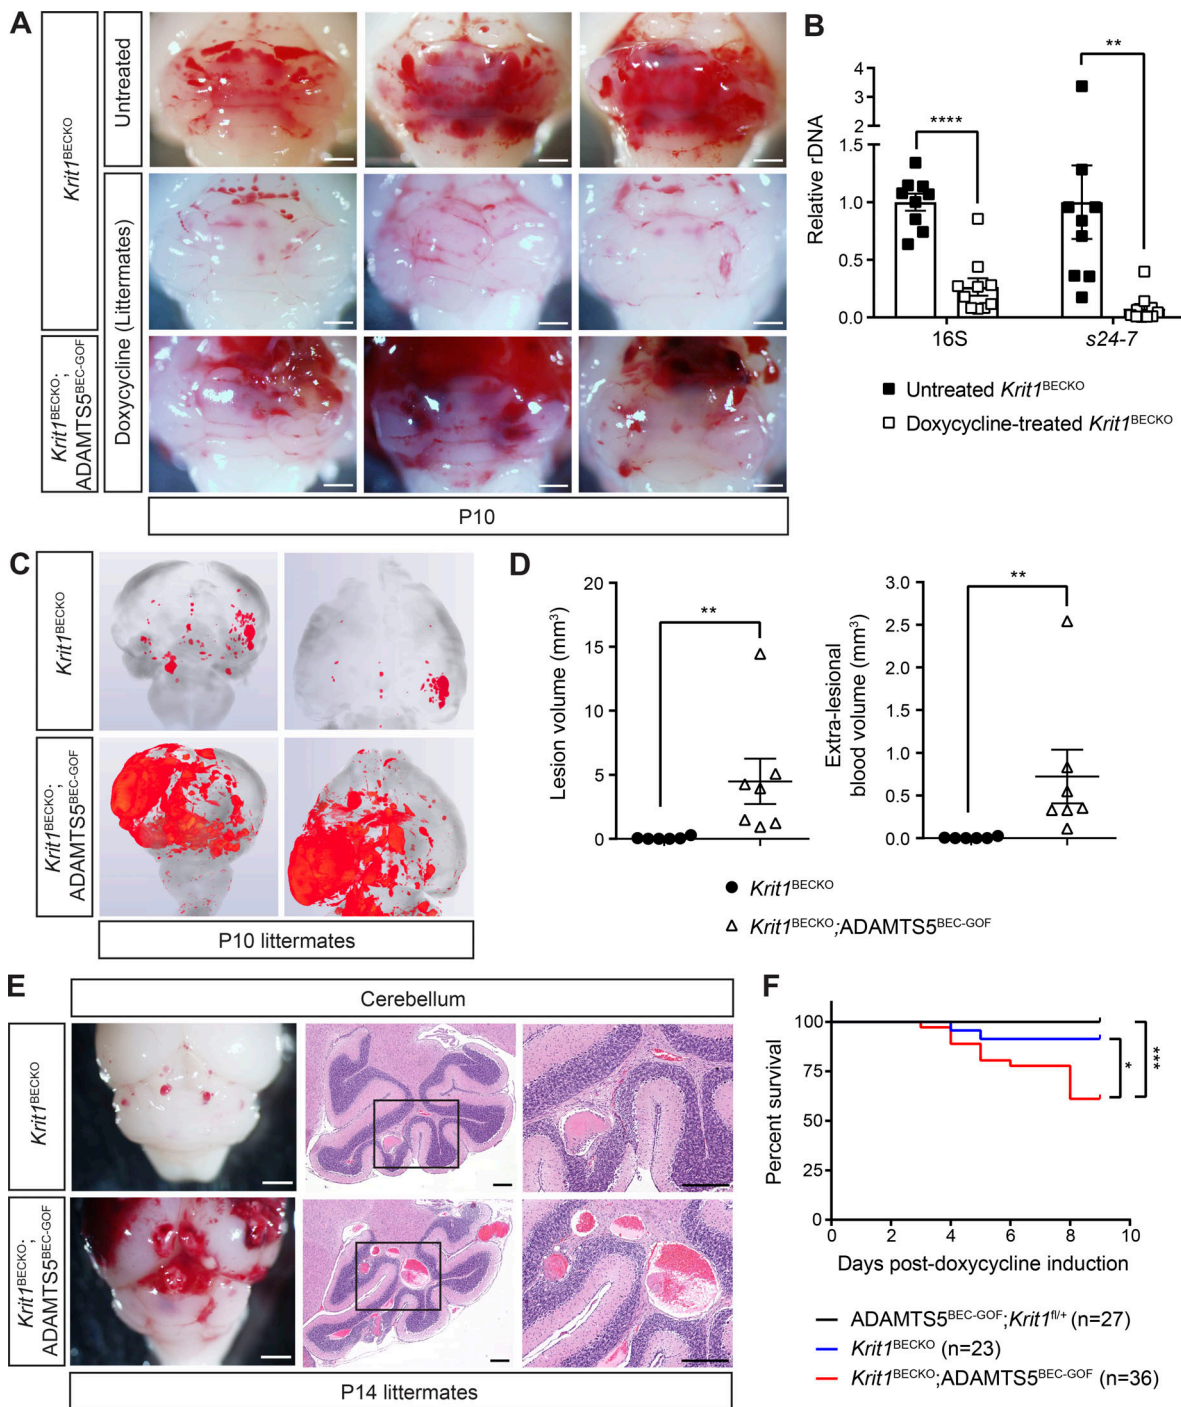 A
Krit1BECKO
Untreated
Doxycycline (Littermates)
Krit1BECKO;
ADAMTS5BEC-GOF
P10
B
Relative rDNA
4
3
2
1.5
1.0
0.5
0.0
****
**
16S
s24-7
Untreated Krit1BECKO
Doxycycline-treated Krit1BECKO
C
Krit1BECKO
Krit1BECKO;
ADAMTS5BEC-GOF
P10 littermates
D
Lesion volume (mm3)
20
15
10
5
0
**
Extra-lesional
blood volume (mm3)
3.0
2.5
2.0
1.5
1.0
0.5
0.0
**
Krit1BECKO
Krit1BECKO;ADAMTS5BEC-GOF
E
Cerebellum
Krit1BECKO
Krit1BECKO;
ADAMTS5BEC-GOF
P14 littermates
F
Percent survival
100
75
50
25
0
0 2 4 6 8 10
*
***
Days post-doxycycline induction
ADAMTS5BEC-GOF;Krit1fl/+ (n=27)
Krit1BECKO (n=23)
Krit1BECKO;ADAMTS5BEC-GOF (n=36)